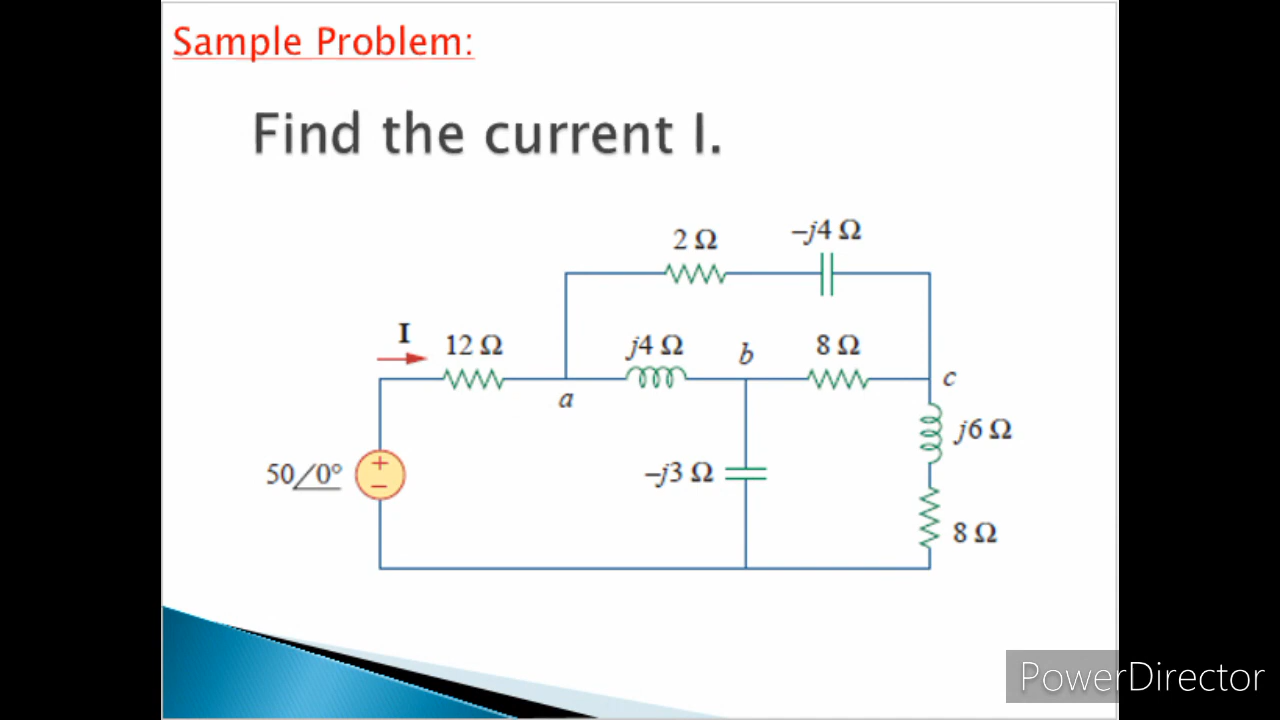 Sample Problem:
Find the current I.
2 Ω
–j4 Ω
I
12 Ω
j4 Ω
b
8 Ω
a
c
j6 Ω
50/0°
+
−
–j3 Ω
8 Ω
PowerDirector